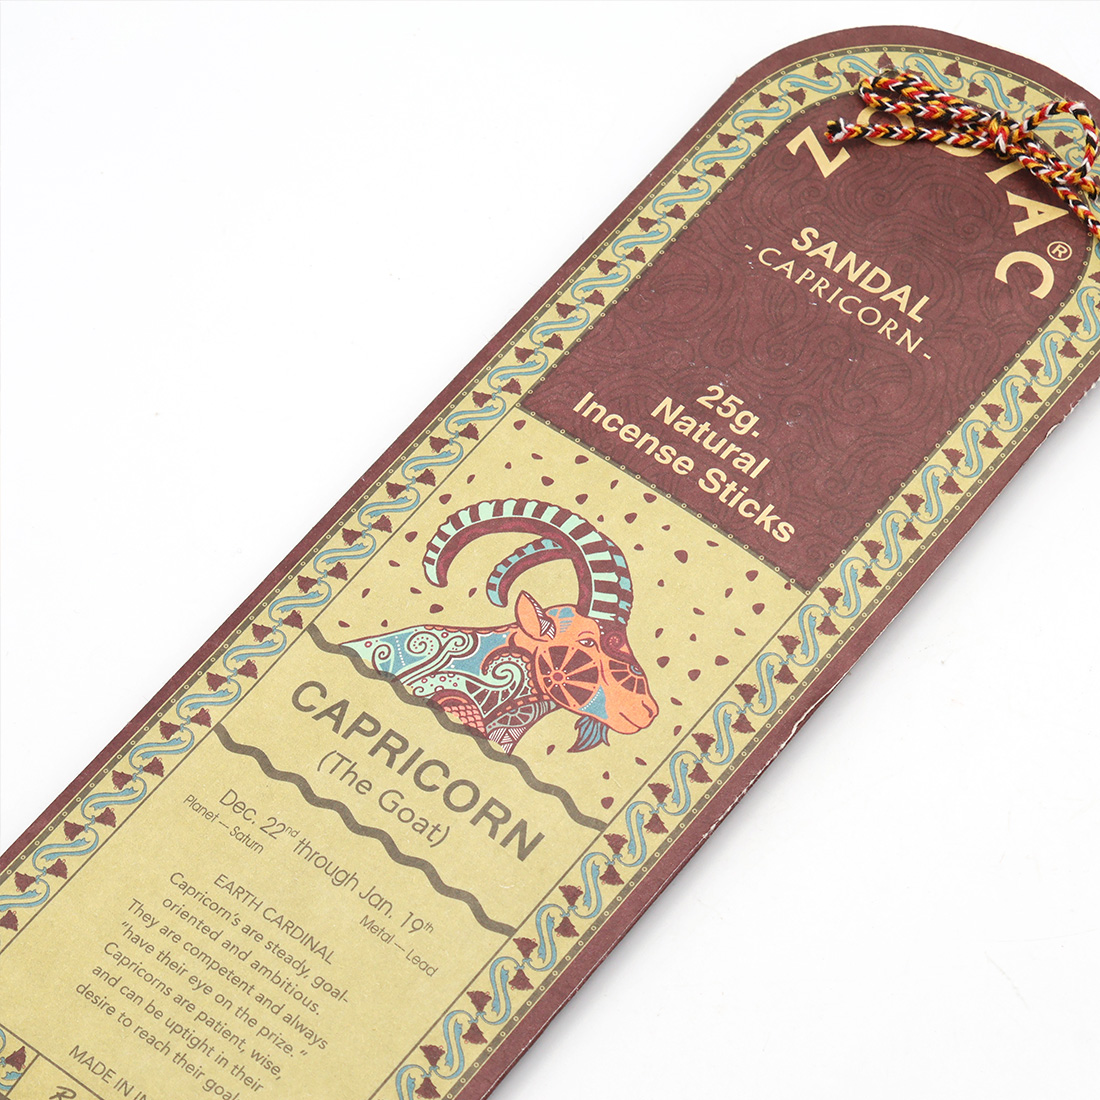 ZODIAC®
SANDAL
-CAPRICORN-
25g.
Natural
Incense Sticks
CAPRICORN
(The Goat)
Dec. 22nd through Jan. 19th
Planet — Saturn
Metal — Lead
EARTH CARDINAL
Capricorn's are steady, goal-
oriented and ambitious.
They are competent and always
"have their eye on the prize."
Capricorns are patient, wise,
and can be uptight in their
desire to reach their goal
MADE IN